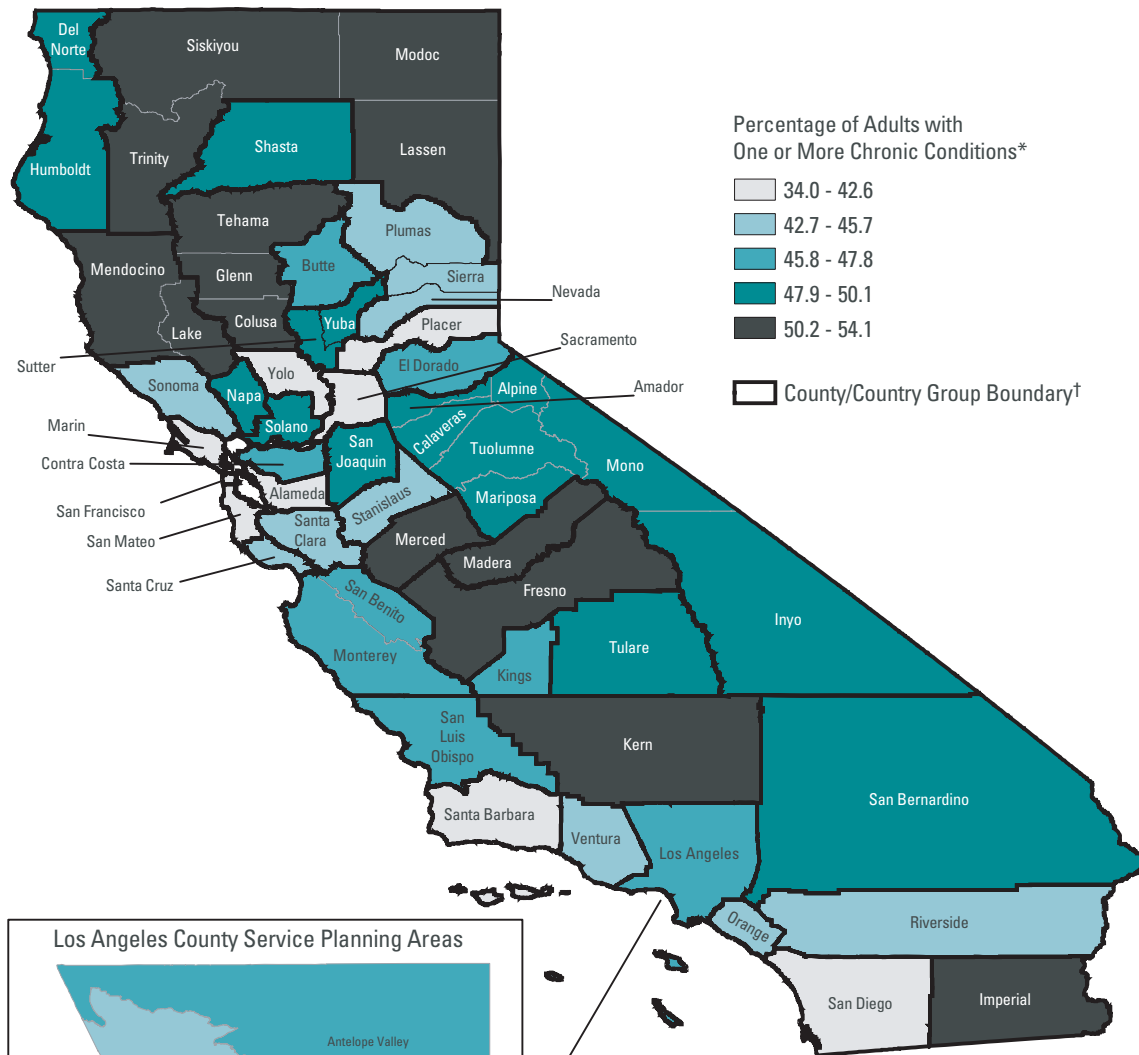 Del
Norte
Siskiyou
Modoc
Humboldt
Trinity
Shasta
Lassen
Percentage of Adults with
One or More Chronic Conditions*
34.0 - 42.6
42.7 - 45.7
45.8 - 47.8
47.9 - 50.1
50.2 - 54.1
County/Country Group Boundary†
Tehama
Plumas
Mendocino
Glenn
Butte
Sierra
Nevada
Lake
Colusa
Yuba
Placer
Sacramento
Sutter
Sonoma
Yolo
El Dorado
Amador
Napa
Alpine
Marin
Solano
Calaveras
Contra Costa
San
Joaquin
Tuolumne
Mono
San Francisco
Alameda
Stanislaus
Mariposa
San Mateo
Santa
Clara
Merced
Santa Cruz
Madera
San Benito
Fresno
Inyo
Monterey
Kings
Tulare
San
Luis
Obispo
Kern
San Bernardino
Santa Barbara
Ventura
Los Angeles
Orange
Riverside
San Diego
Imperial
Los Angeles County Service Planning Areas
Antelope Valley